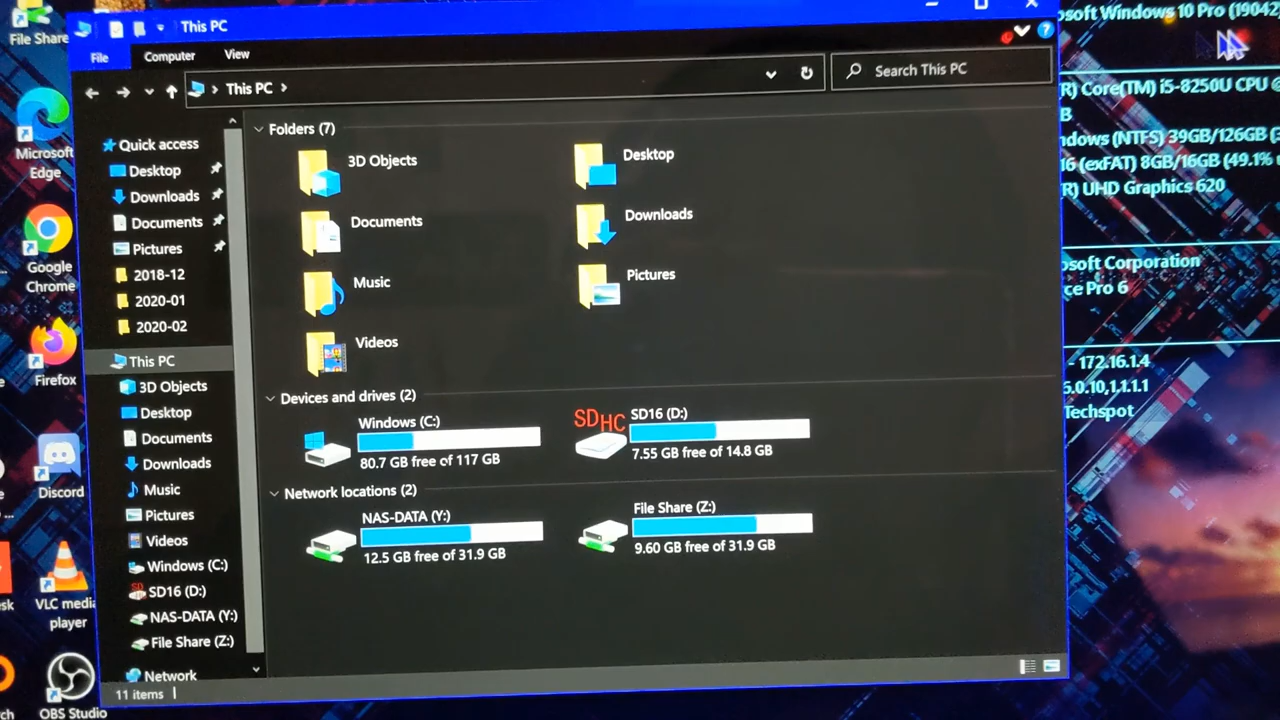 File Share
This PC
File
Computer
View
This PC
Search This PC
Quick access
Desktop
Downloads
Documents
Pictures
2018-12
2020-01
2020-02
This PC
3D Objects
Desktop
Documents
Downloads
Music
Pictures
Videos
Windows (C:)
SD16 (D:)
NAS-DATA (Y:)
File Share (Z:)
Network
11 items
Folders (7)
3D Objects
Desktop
Documents
Downloads
Music
Pictures
Videos
Devices and drives (2)
Windows (C:)
80.7 GB free of 117 GB
SDHC
SD16 (D:)
7.55 GB free of 14.8 GB
Network locations (2)
NAS-DATA (Y:)
12.5 GB free of 31.9 GB
File Share (Z:)
9.60 GB free of 31.9 GB
Microsoft
Edge
Google
Chrome
Firefox
Discord
VLC media
player
OBS Studio
osoft Windows 10 Pro (19042
R) Core(TM) i5-8250U CPU @
B
ndows (NTFS) 39GB/126GB (3
16 (exFAT) 8GB/16GB (49.1%
R) UHD Graphics 620
osoft Corporation
ce Pro 6
- 172.16.1.4
5.0.10,1.1.1.1
Techspot